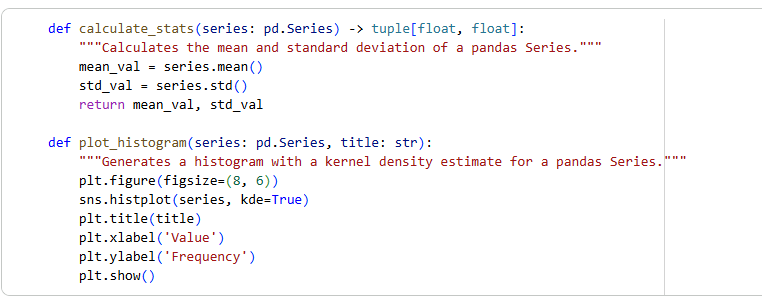 def calculate_stats(series: pd.Series) -> tuple[float, float]:
    """Calculates the mean and standard deviation of a pandas Series."""
    mean_val = series.mean()
    std_val = series.std()
    return mean_val, std_val

def plot_histogram(series: pd.Series, title: str):
    """Generates a histogram with a kernel density estimate for a pandas Series."""
    plt.figure(figsize=(8, 6))
    sns.histplot(series, kde=True)
    plt.title(title)
    plt.xlabel('Value')
    plt.ylabel('Frequency')
    plt.show()